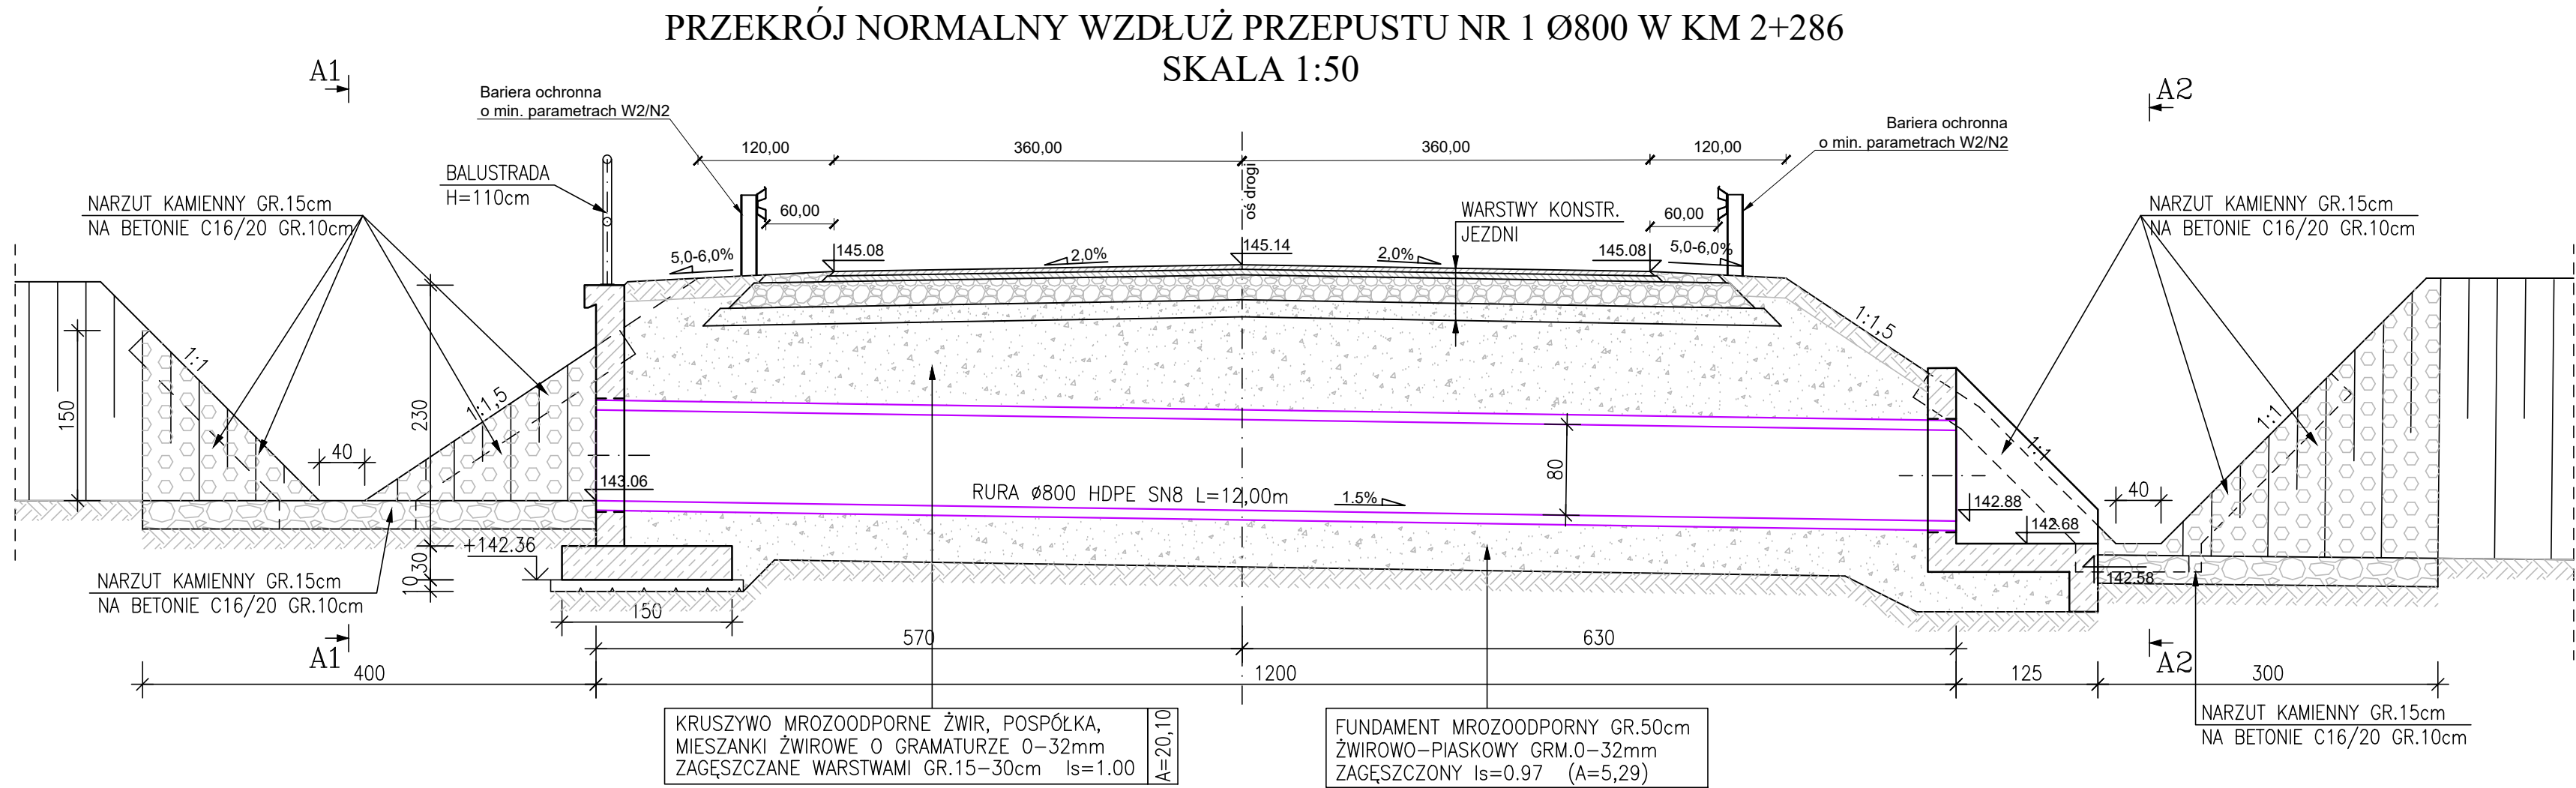 PRZEKRÓJ NORMALNY WZDŁUŻ PRZEPUSTU NR 1 Ø800 W KM 2+286
SKALA 1:50
A1
A2
Bariera ochronna
o min. parametrach W2/N2
Bariera ochronna
o min. parametrach W2/N2
120,00
360,00
360,00
120,00
BALUSTRADA
H=110cm
oś drogi
NARZUT KAMIENNY GR.15cm
NA BETONIE C16/20 GR.10cm
60,00
WARSTWY KONSTR.
JEZDNI
60,00
NARZUT KAMIENNY GR.15cm
NA BETONIE C16/20 GR.10cm
5,0-6,0%
145.08
2,0%
145.14
2,0%
145.08
5,0-6,0%
1:1
1:1,5
1:1,5
150
230
40
143.06
RURA ø800 HDPE SN8 L=12,00m
1.5%
80
1:1
1:1
40
142.88
142.68
142.58
+142.36
30
10
NARZUT KAMIENNY GR.15cm
NA BETONIE C16/20 GR.10cm
150
A1
570
630
A2
400
1200
125
300
KRUSZYWO MROZOODPORNE ŻWIR, POSPÓŁKA,
MIESZANKI ŻWIROWE O GRAMATURZE 0-32mm
ZAGĘSZCZANE WARSTWAMI GR.15-30cm Is=1.00
A=20,10
FUNDAMENT MROZOODPORNY GR.50cm
ŻWIROWO-PIASKOWY GRM.0-32mm
ZAGĘSZCZONY Is=0.97 (A=5,29)
NARZUT KAMIENNY GR.15cm
NA BETONIE C16/20 GR.10cm